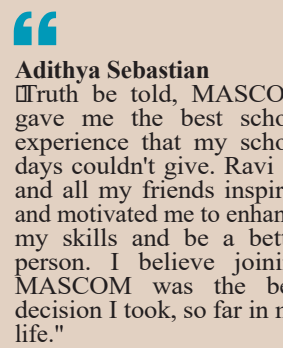 Adithya Sebastian
Truth be told, MASCO
gave me the best scho
experience that my scho
days couldn't give. Ravi
and all my friends inspir
and motivated me to enhan
my skills and be a bett
person. I believe joini
MASCOM was the be
decision I took, so far in m
life."